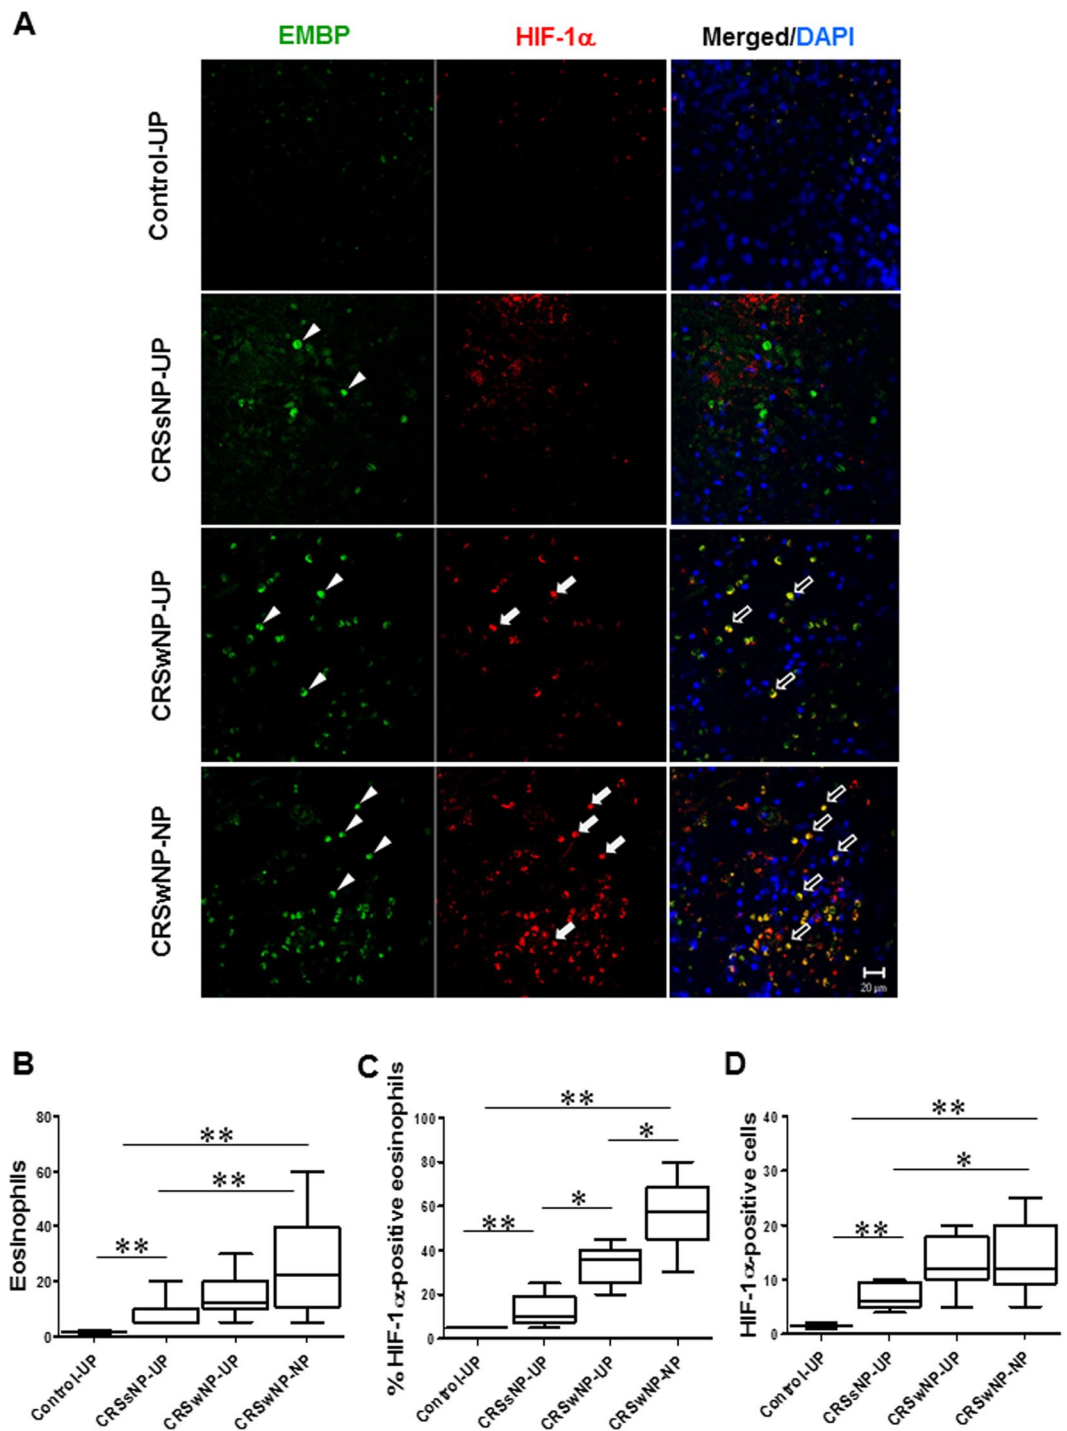 A
EMBP HIF-1α Merged/DAPI
Control-UP
CRSsNP-UP
CRSwNP-UP
CRSwNP-NP
20 µm
B
Eosinophils
80
60
40
20
0
**
**
**
Control-UP
CRSsNP-UP
CRSwNP-UP
CRSwNP-NP
C
% HIF-1α-positive eosinophils
100
80
60
40
20
0
**
*
*
**
Control-UP
CRSsNP-UP
CRSwNP-UP
CRSwNP-NP
D
HIF-1α-positive cells
40
30
20
10
0
**
*
**
Control-UP
CRSsNP-UP
CRSwNP-UP
CRSwNP-NP